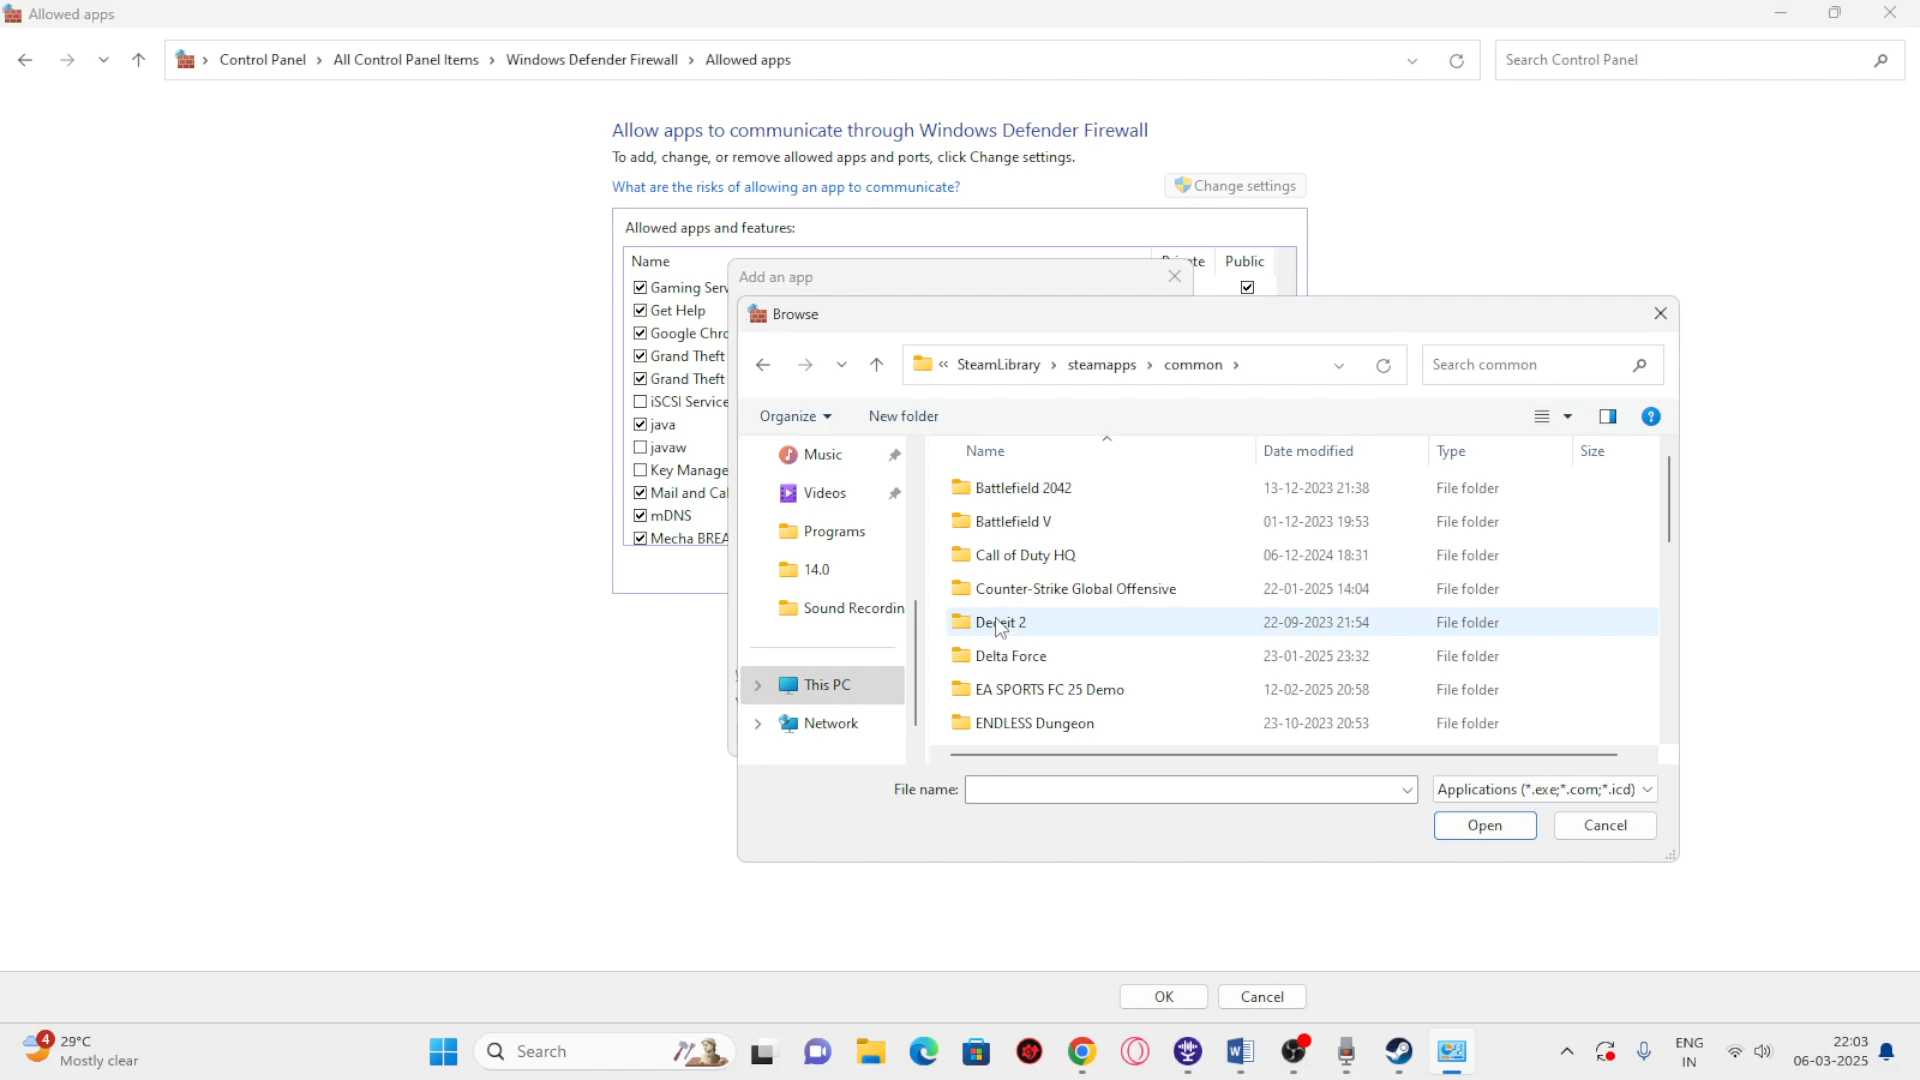 Allowed apps
Control Panel > All Control Panel Items > Windows Defender Firewall > Allowed apps
Search Control Panel
Allow apps to communicate through Windows Defender Firewall
To add, change, or remove allowed apps and ports, click Change settings.
What are the risks of allowing an app to communicate?
Change settings
Allowed apps and features:
Name Public
Gaming Serv
Get Help
Google Chro
Grand Theft
Grand Theft
iSCSI Service
java
javaw
Key Manage
Mail and Cal
mDNS
Mecha BREA
Add an app
Browse
« SteamLibrary > steamapps > common >
Search common
Organize New folder
Music
Videos
Programs
14.0
Sound Recordin
This PC
Network
Name Date modified Type Size
Battlefield 2042 13-12-2023 21:38 File folder
Battlefield V 01-12-2023 19:53 File folder
Call of Duty HQ 06-12-2024 18:31 File folder
Counter-Strike Global Offensive 22-01-2025 14:04 File folder
Deceit 2 22-09-2023 21:54 File folder
Delta Force 23-01-2025 23:32 File folder
EA SPORTS FC 25 Demo 12-02-2025 20:58 File folder
ENDLESS Dungeon 23-10-2023 20:53 File folder
File name: Applications (*.exe;*.com;*.icd)
Open Cancel
OK Cancel
4
29°C
Mostly clear
Search
ENG
IN
22:03
06-03-2025